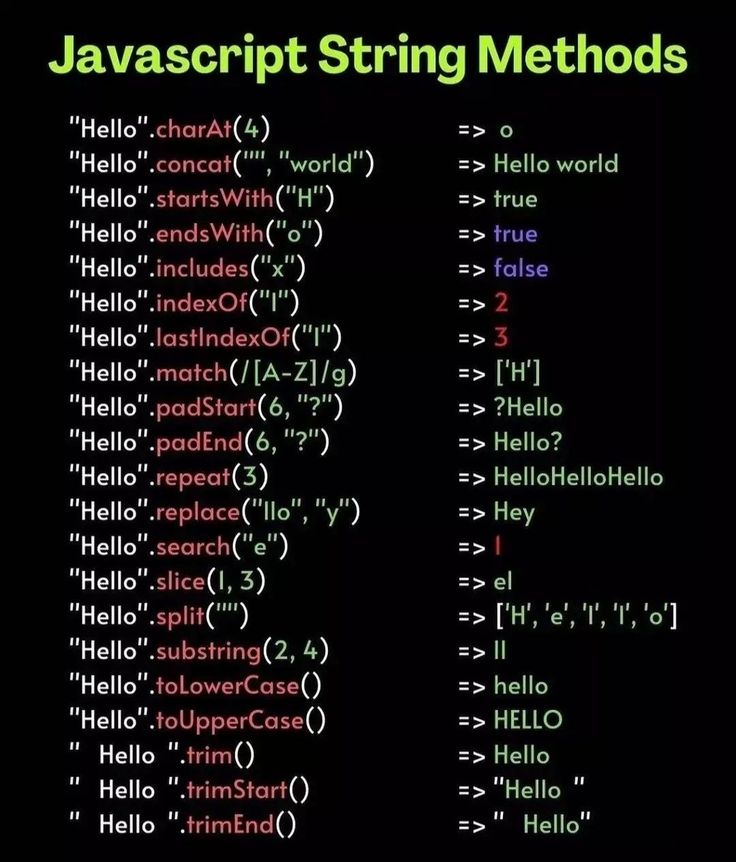 Javascript String Methods
"Hello".charAt(4) => o
"Hello".concat("", "world") => Hello world
"Hello".startsWith("H") => true
"Hello".endsWith("o") => true
"Hello".includes("x") => false
"Hello".indexOf("l") => 2
"Hello".lastIndexOf("l") => 3
"Hello".match(/[A-Z]/g) => ['H']
"Hello".padStart(6, "?") => ?Hello
"Hello".padEnd(6, "?") => Hello?
"Hello".repeat(3) => HelloHelloHello
"Hello".replace("llo", "y") => Hey
"Hello".search("e") => 1
"Hello".slice(1, 3) => el
"Hello".split("") => ['H', 'e', 'l', 'l', 'o']
"Hello".substring(2, 4) => ll
"Hello".toLowerCase() => hello
"Hello".toUpperCase() => HELLO
"  Hello  ".trim() => Hello
"  Hello  ".trimStart() => "Hello  "
"  Hello  ".trimEnd() => "  Hello"